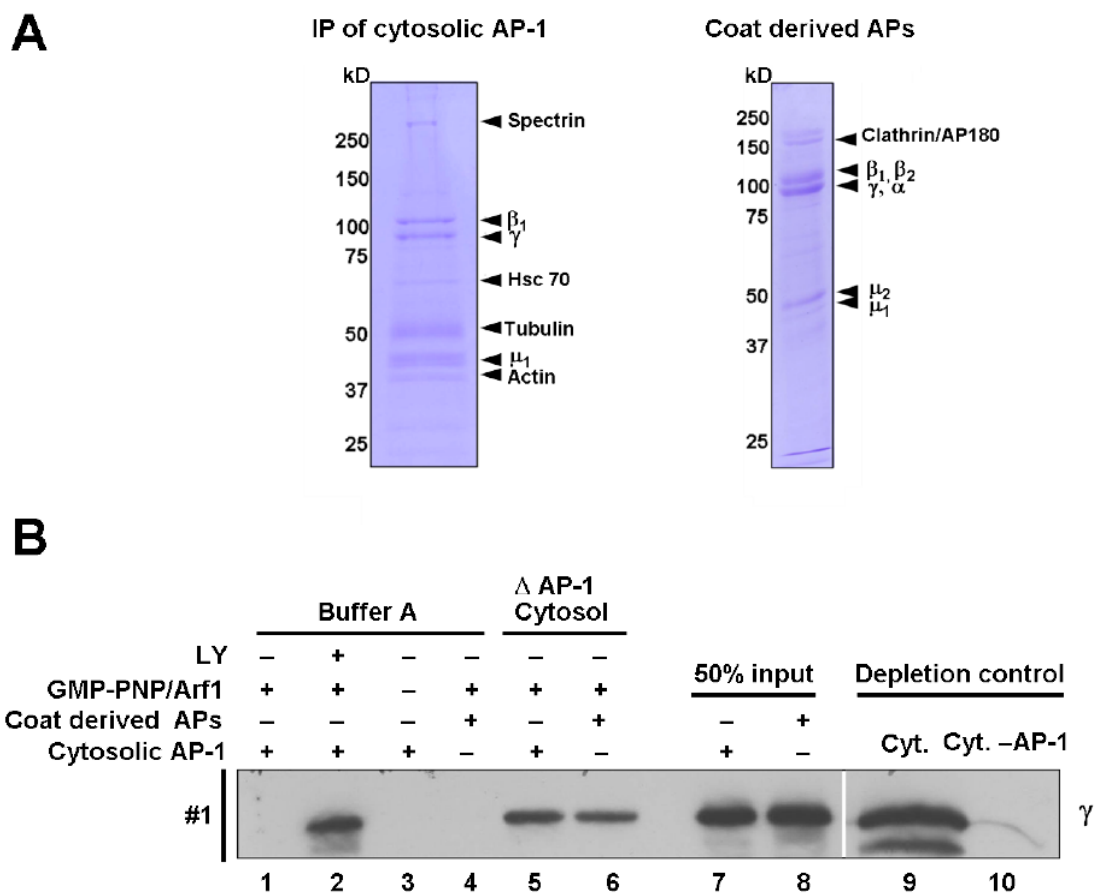 A
IP of cytosolic AP-1
Coat derived APs
kD
250
150
100
75
50
37
25
Spectrin
β1
γ
Hsc 70
Tubulin
μ1
Actin
kD
250
150
100
75
50
37
25
Clathrin/AP180
β1, β2
γ, α
μ2
μ1
B
Buffer A
Δ AP-1
Cytosol
LY – + – – – –
50% input
Depletion control
GMP-PNP/Arf1 + + – + + +
Coat derived APs – – – + – + – +
Cytosolic AP-1 + + + – + – + –
Cyt. Cyt. –AP-1
#1
γ
1 2 3 4 5 6 7 8 9 10